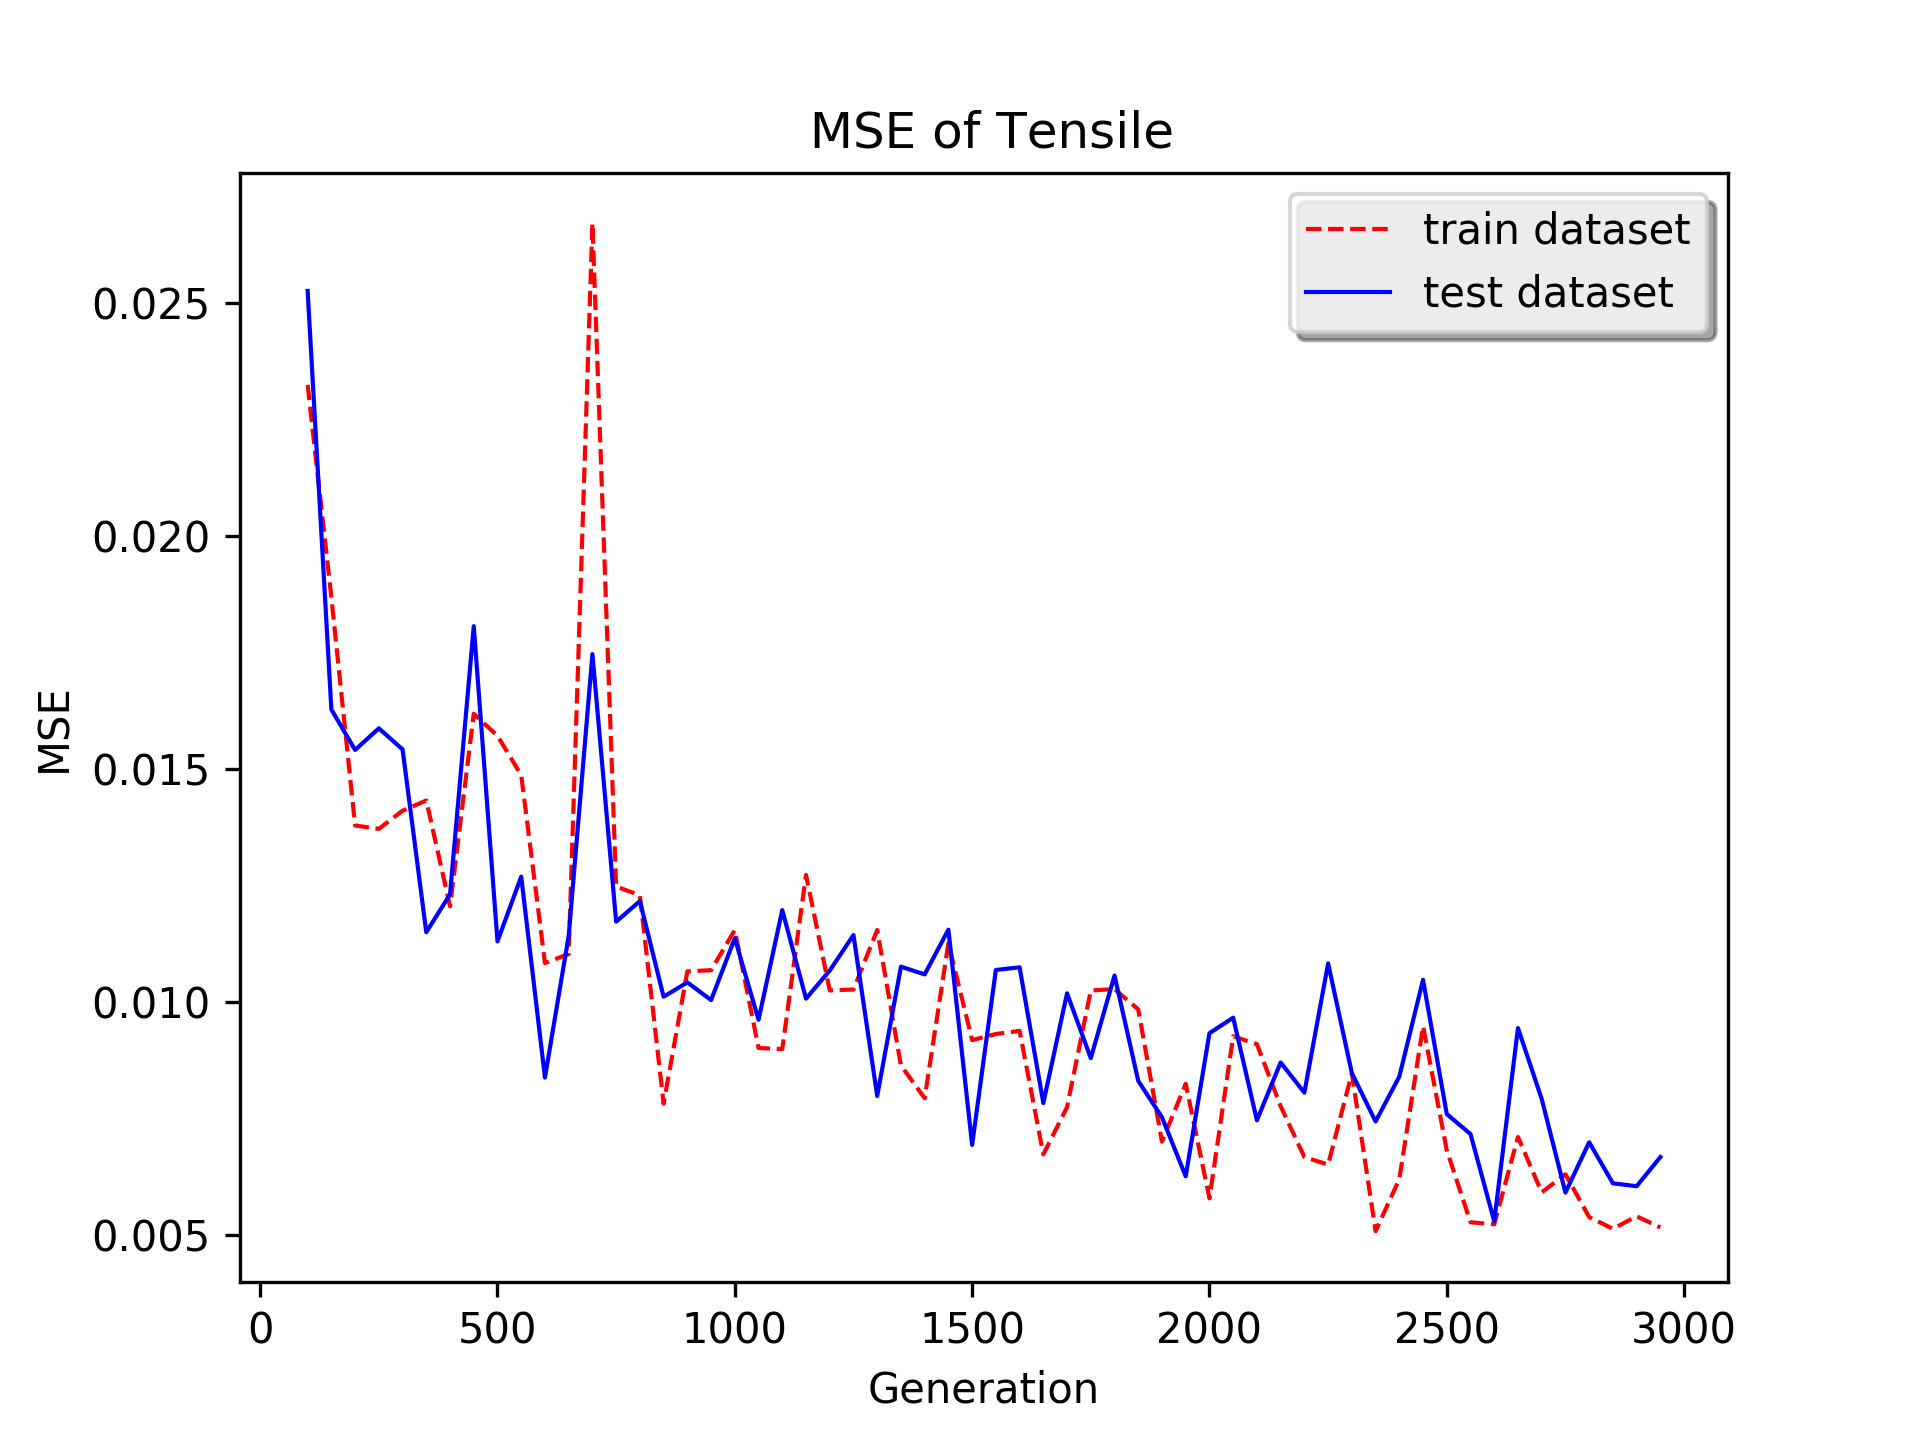 MSE of Tensile
train dataset
test dataset
MSE
0.025
0.020
0.015
0.010
0.005
0 500 1000 1500 2000 2500 3000
Generation